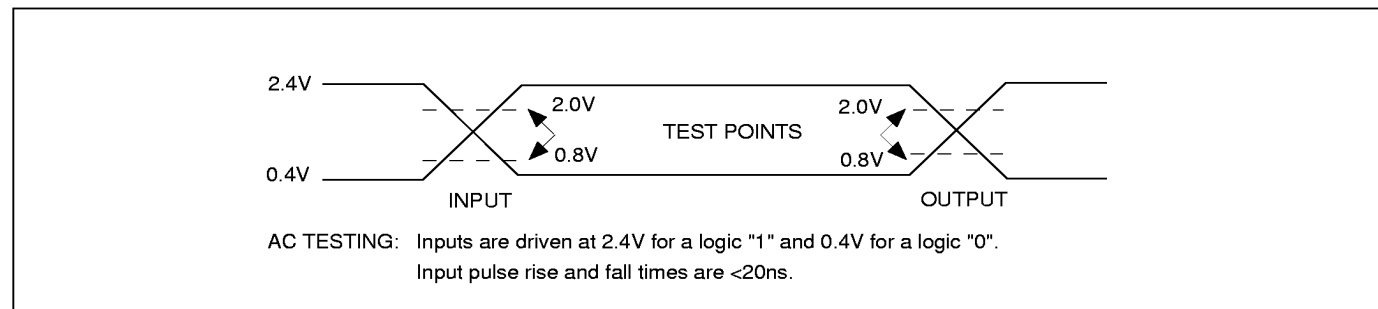 2.4V
2.0V
2.0V
TEST POINTS
0.8V
0.8V
0.4V
INPUT
OUTPUT
AC TESTING: Inputs are driven at 2.4V for a logic "1" and 0.4V for a logic "0".
Input pulse rise and fall times are <20ns.